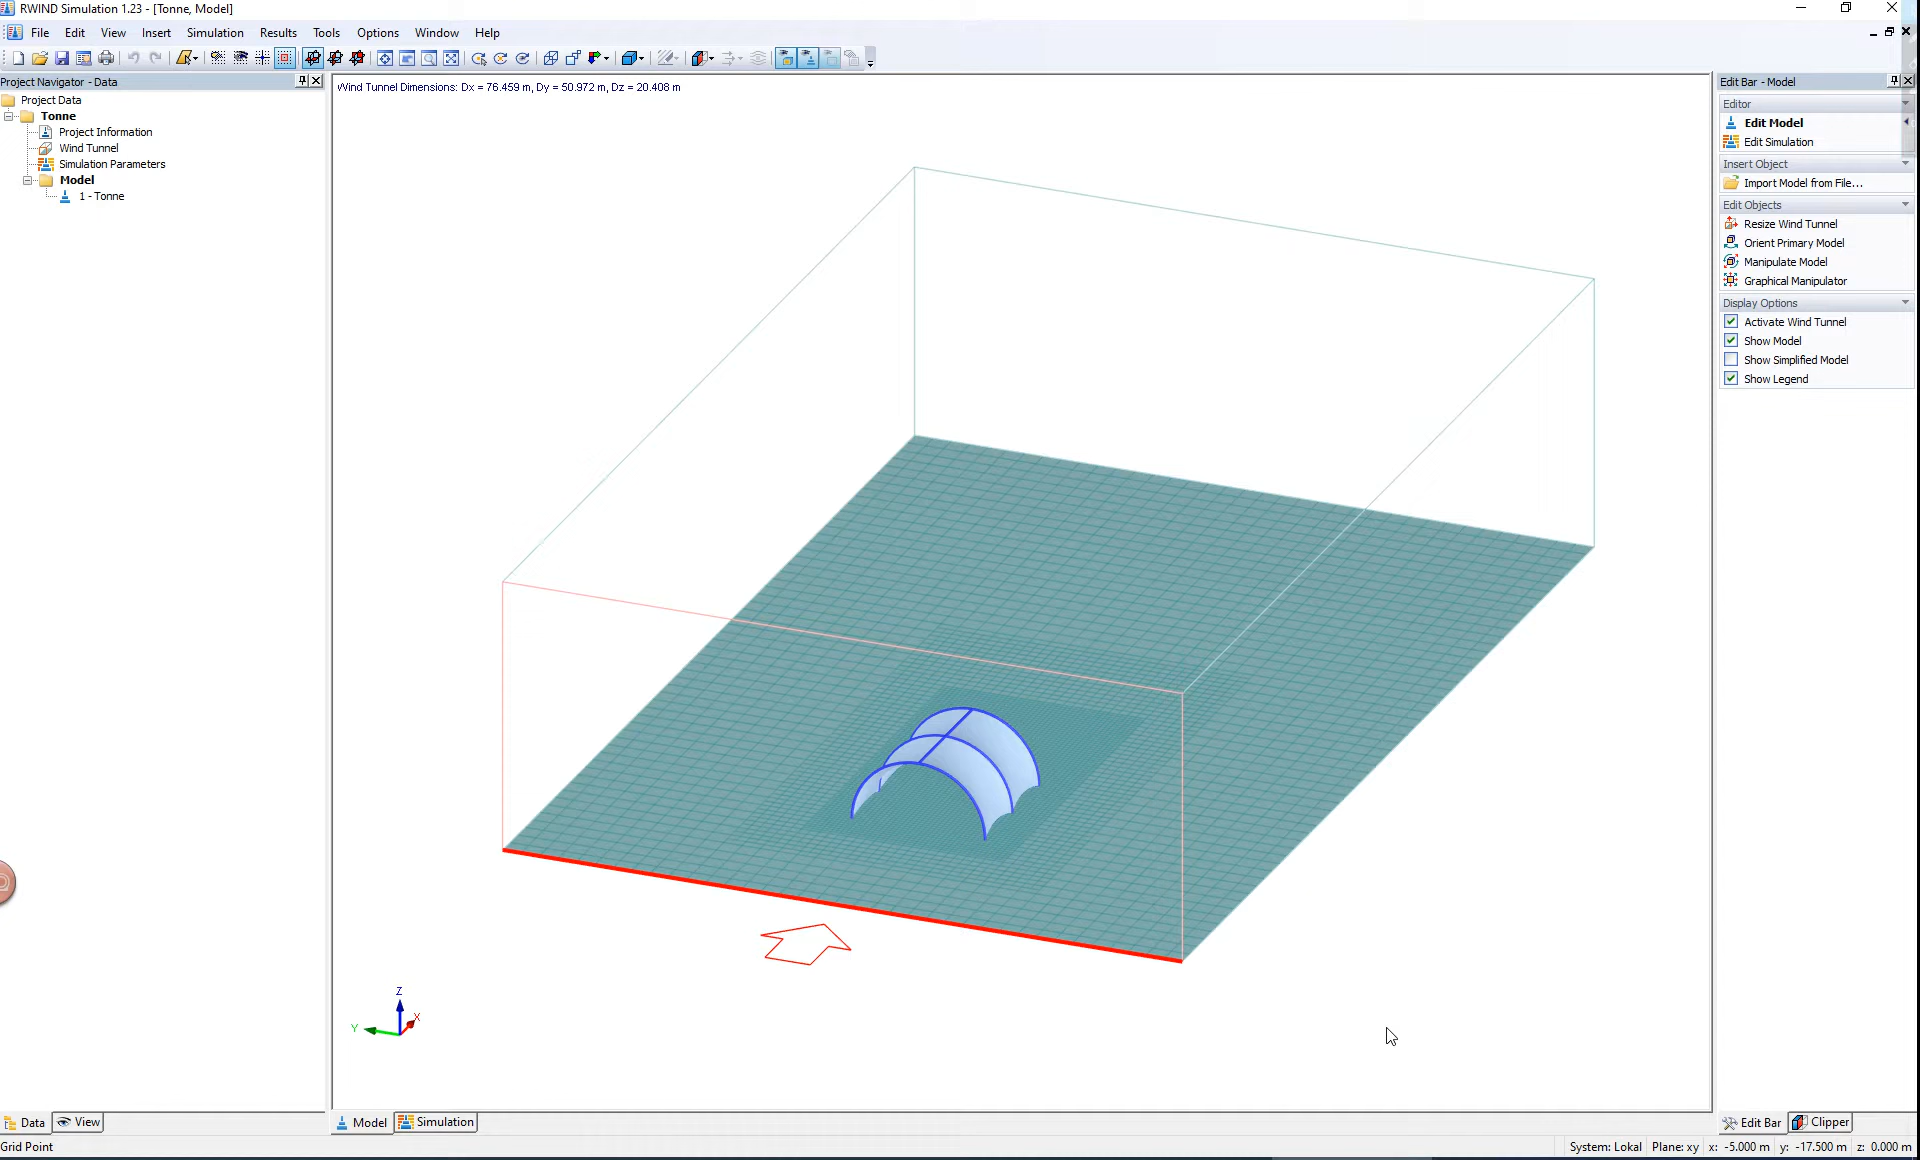 RWIND Simulation 1.23 - [Tonne, Model]
File Edit View Insert Simulation Results Tools Options Window Help
Project Navigator - Data
Project Data
Tonne
Project Information
Wind Tunnel
Simulation Parameters
Model
1 - Tonne
Wind Tunnel Dimensions: Dx = 76.459 m, Dy = 50.972 m, Dz = 20.408 m
Z
Y
X
Edit Bar - Model
Editor
Edit Model
Edit Simulation
Insert Object
Import Model from File...
Edit Objects
Resize Wind Tunnel
Orient Primary Model
Manipulate Model
Graphical Manipulator
Display Options
Activate Wind Tunnel
Show Model
Show Simplified Model
Show Legend
Data View
Model Simulation
Edit Bar Clipper
Grid Point
System: Lokal Plane: xy x: -5.000 m y: -17.500 m z: 0.000 m